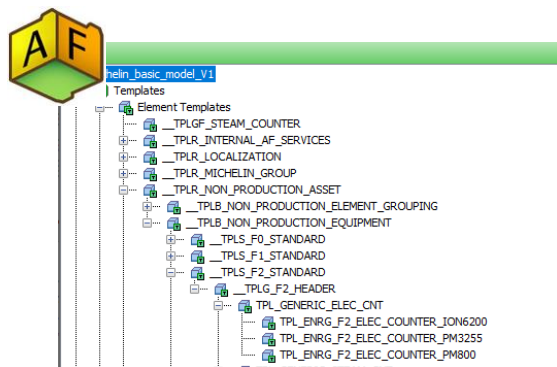 AF
helin_basic_model_V1
Templates
Element Templates
__TPLGF_STEAM_COUNTER
__TPLR_INTERNAL_AF_SERVICES
__TPLR_LOCALIZATION
__TPLR_MICHELIN_GROUP
__TPLR_NON_PRODUCTION_ASSET
__TPLB_NON_PRODUCTION_ELEMENT_GROUPING
__TPLB_NON_PRODUCTION_EQUIPMENT
__TPLS_F0_STANDARD
__TPLS_F1_STANDARD
__TPLS_F2_STANDARD
__TPLG_F2_HEADER
TPL_GENERIC_ELEC_CNT
TPL_ENRG_F2_ELEC_COUNTER_ION6200
TPL_ENRG_F2_ELEC_COUNTER_PM3255
TPL_ENRG_F2_ELEC_COUNTER_PM800